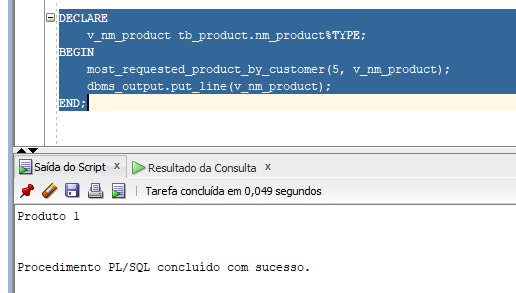 DECLARE
v_nm_product tb_product.nm_product%TYPE;
BEGIN
most_requested_product_by_customer(5, v_nm_product);
dbms_output.put_line(v_nm_product);
END;
Saída do Script x Resultado da Consulta x
Tarefa concluída em 0,049 segundos
Produto 1
Procedimento PL/SQL concluído com sucesso.